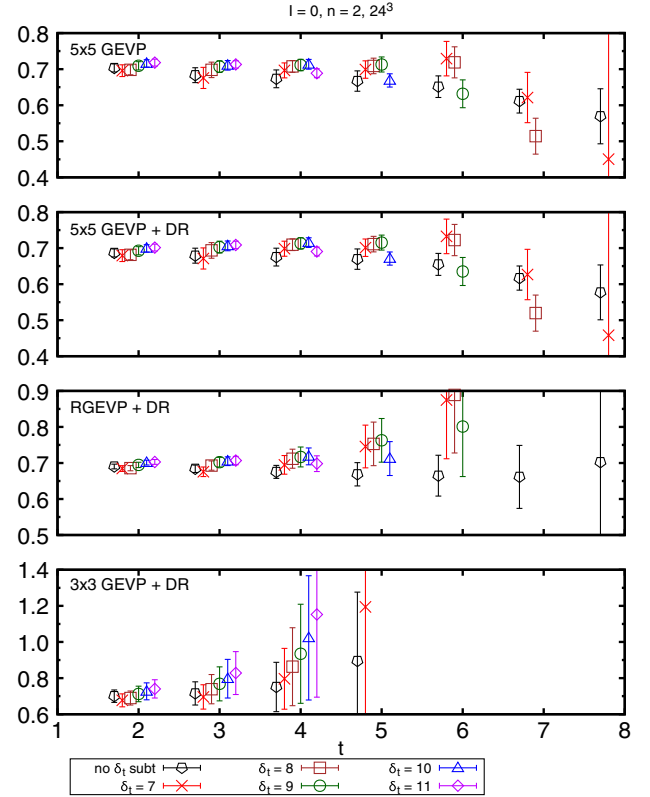 I = 0, n = 2, 24³
0.8
5x5 GEVP
0.7
0.6
0.5
0.4
0.8
5x5 GEVP + DR
0.7
0.6
0.5
0.4
0.9
RGEVP + DR
0.8
0.7
0.6
0.5
1.4
3x3 GEVP + DR
1.2
1.0
0.8
0.6
1 2 3 4 5 6 7 8
t
no δt subt δt = 8 δt = 10
δt = 7 δt = 9 δt = 11